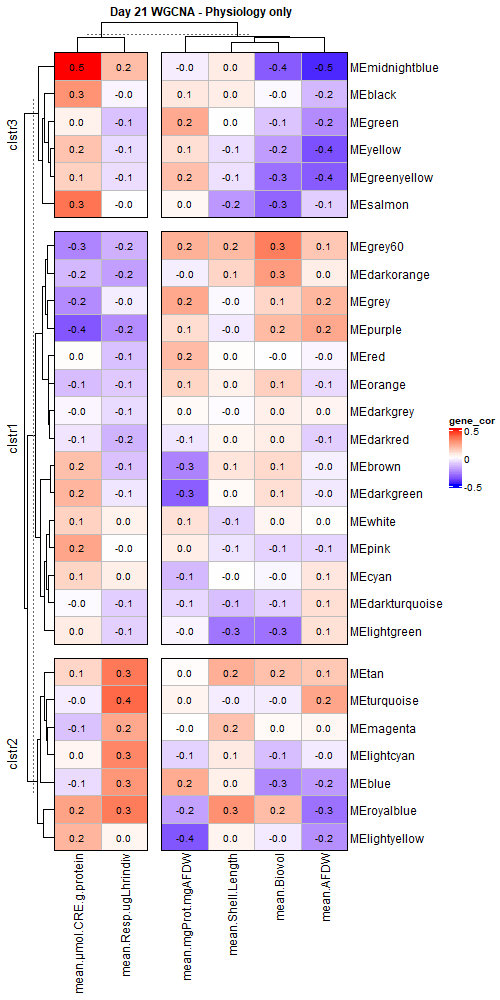 Day 21 WGCNA - Physiology only
clstr3
0.5 0.2 -0.0 0.0 -0.4 -0.5 MEmidnightblue
0.3 -0.0 0.1 0.0 -0.0 -0.2 MEblack
0.0 -0.1 0.2 0.0 -0.1 -0.2 MEgreen
0.2 -0.1 0.1 -0.1 -0.2 -0.4 MEyellow
0.1 -0.1 0.2 -0.1 -0.3 -0.4 MEgreenyellow
0.3 -0.0 0.0 -0.2 -0.3 -0.1 MEsalmon
clstr1
-0.3 -0.2 0.2 0.2 0.3 0.1 MEgrey60
-0.2 -0.2 -0.0 0.1 0.3 0.0 MEdarkorange
-0.2 -0.0 0.2 -0.0 0.1 0.2 MEgrey
-0.4 -0.2 0.1 -0.0 0.2 0.2 MEpurple
0.0 -0.1 0.2 0.0 -0.0 -0.0 MEred
-0.1 -0.1 0.1 0.0 0.1 -0.1 MEorange
-0.0 -0.1 0.0 -0.0 0.0 -0.0 MEdarkgrey
-0.1 -0.2 -0.1 0.0 0.0 -0.1 MEdarkred
0.2 -0.1 -0.3 0.1 0.1 -0.0 MEbrown
0.2 -0.1 -0.3 0.0 0.1 -0.0 MEdarkgreen
0.1 0.0 0.1 -0.1 0.0 0.0 MEwhite
0.2 -0.0 0.0 -0.1 -0.1 -0.1 MEpink
0.1 0.0 -0.1 -0.0 -0.0 0.1 MEcyan
-0.0 -0.1 -0.1 -0.1 -0.1 0.1 MEdarkturquoise
0.0 -0.1 -0.0 -0.3 -0.3 0.1 MElightgreen
clstr2
0.1 0.3 0.0 0.2 0.2 0.1 MEtan
-0.0 0.4 0.0 -0.0 -0.0 0.2 MEturquoise
-0.1 0.2 -0.0 0.2 0.0 0.0 MEmagenta
0.0 0.3 -0.1 0.1 -0.1 -0.0 MElightcyan
-0.1 0.3 0.2 0.0 -0.3 -0.2 MEblue
0.2 0.3 -0.2 0.3 0.2 -0.3 MEroyalblue
0.2 0.0 -0.4 0.0 -0.0 -0.2 MElightyellow
mean.µmol.CRE.g.protein
mean.Resp.ugLhrindiv
mean.mgProt.mgAFDW
mean.Shell.Length
mean.Biovol
mean.AFDW
gene_cor
0.5
0
-0.5